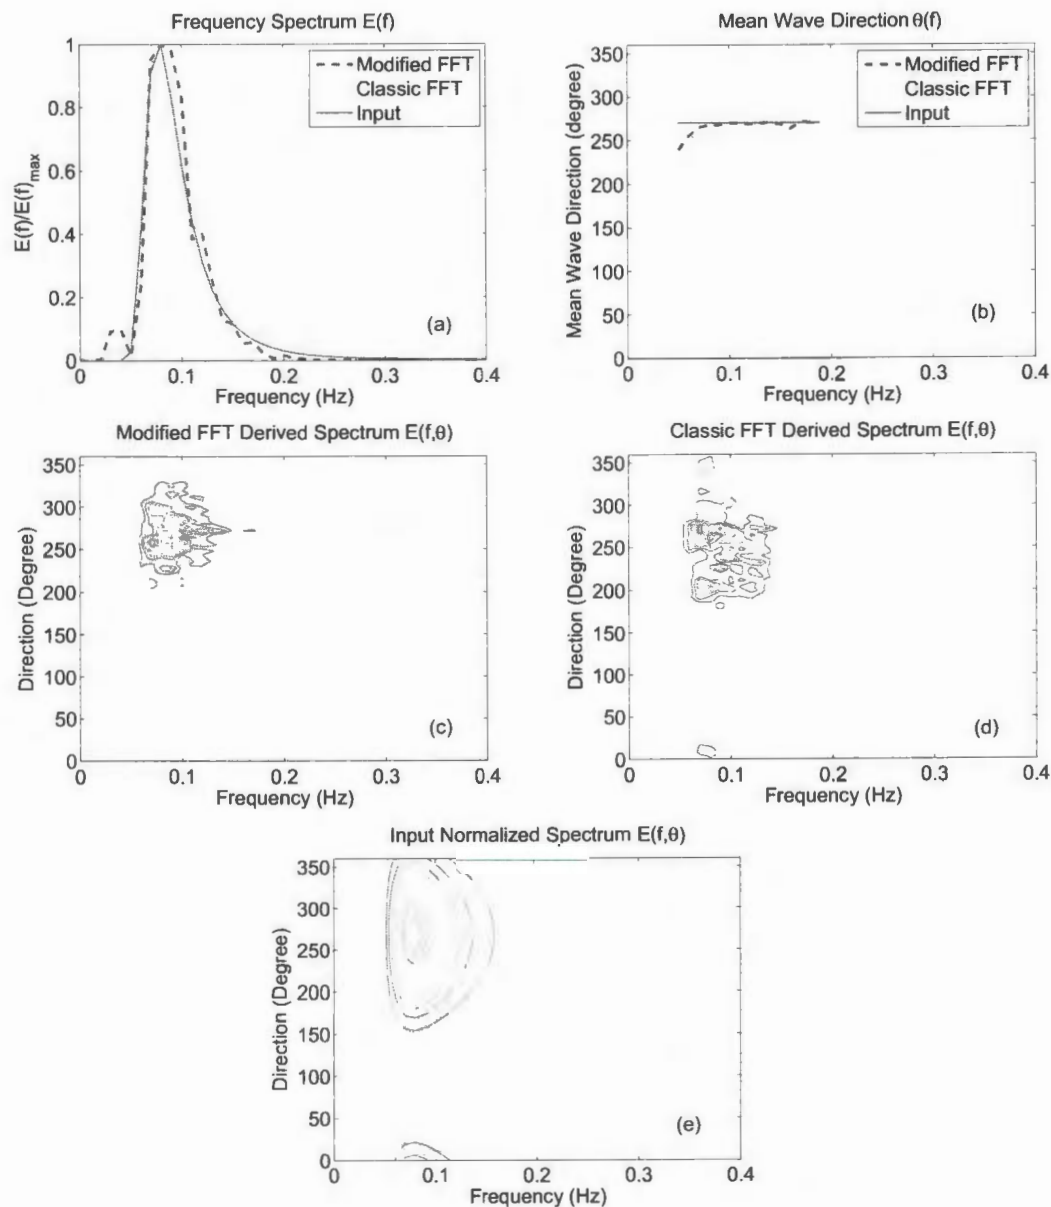 Frequency Spectrum E(f)
1
0.8
0.6
0.4
0.2
0
E(f)/E(f)max
Modified FFT
Classic FFT
Input
(a)
0 0.1 0.2 0.3 0.4
Frequency (Hz)
Mean Wave Direction θ(f)
350
300
250
200
150
100
50
0
Mean Wave Direction (degree)
Modified FFT
Classic FFT
Input
(b)
0 0.1 0.2 0.3 0.4
Frequency (Hz)
Modified FFT Derived Spectrum E(f,θ)
350
300
250
200
150
100
50
0
Direction (Degree)
(c)
0 0.1 0.2 0.3 0.4
Frequency (Hz)
Classic FFT Derived Spectrum E(f,θ)
350
300
250
200
150
100
50
0
Direction (Degree)
(d)
0 0.1 0.2 0.3 0.4
Frequency (Hz)
Input Normalized Spectrum E(f,θ)
350
300
250
200
150
100
50
0
Direction (Degree)
(e)
0 0.1 0.2 0.3 0.4
Frequency (Hz)